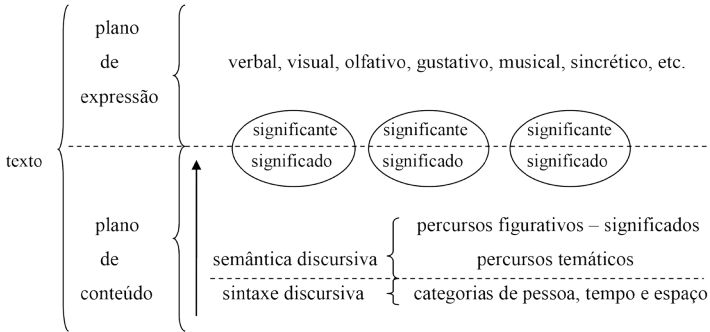 plano
de
expressão
verbal, visual, olfativo, gustativo, musical, sincrético, etc.
significante significante significante
texto
significado significado significado
plano
de
conteúdo
percursos figurativos – significados
semântica discursiva percursos temáticos
sintaxe discursiva categorias de pessoa, tempo e espaço